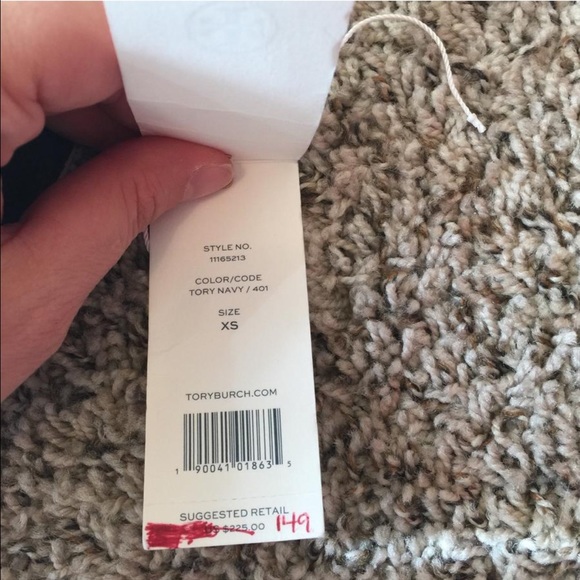 STYLE NO.
11165213
COLOR/CODE
TORY NAVY / 401
SIZE
XS
TORYBURCH.COM
1 90041 01863 5
SUGGESTED RETAIL
$225.00 149